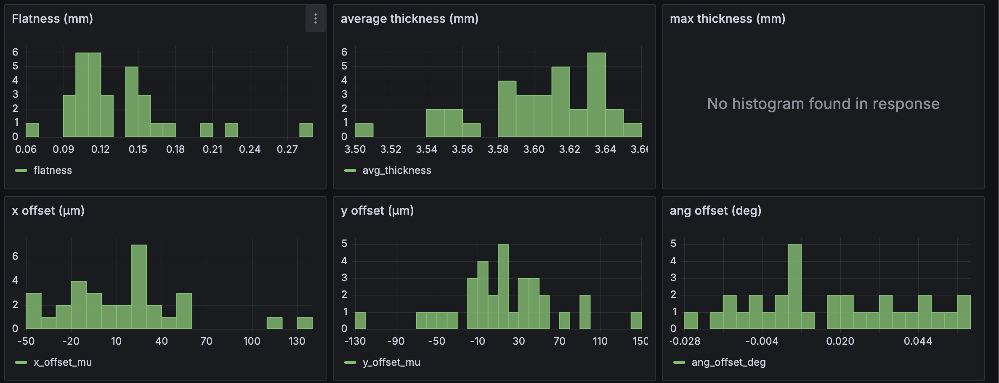 Flatness (mm)
6
5
4
3
2
1
0
0.06 0.09 0.12 0.15 0.18 0.21 0.24 0.27
flatness
average thickness (mm)
6
5
4
3
2
1
0
3.50 3.52 3.54 3.56 3.58 3.60 3.62 3.64 3.66
avg_thickness
max thickness (mm)
No histogram found in response
x offset (μm)
6
4
2
0
-50 -20 10 40 70 100 130
x_offset_mu
y offset (μm)
5
4
3
2
1
0
-130 -90 -50 -10 30 70 110 150
y_offset_mu
ang offset (deg)
5
4
3
2
1
0
-0.028 -0.004 0.020 0.044
ang_offset_deg